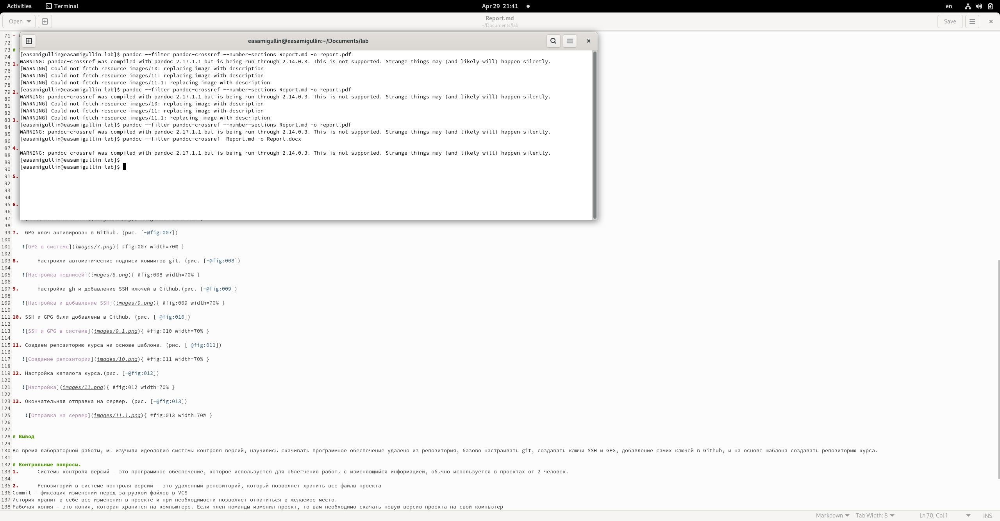 Activities Terminal Apr 29 21:41 en
Open Report.md Save
~/Documents/lab
71 -
72
73 #
74
75 1.
76
77
78
79 2.
80
81
82
83 3.
84
85
86
87 4.
88
89
90
91 5.
92
93
94
95 6.
96
97
easamigullin@easamigullin:~/Documents/lab
[easamigullin@easamigullin lab]$ pandoc --filter pandoc-crossref --number-sections Report.md -o report.pdf
WARNING: pandoc-crossref was compiled with pandoc 2.17.1.1 but is being run through 2.14.0.3. This is not supported. Strange things may (and likely will) happen silently.
[WARNING] Could not fetch resource images/10: replacing image with description
[WARNING] Could not fetch resource images/11: replacing image with description
[WARNING] Could not fetch resource images/11.1: replacing image with description
[easamigullin@easamigullin lab]$ pandoc --filter pandoc-crossref --number-sections Report.md -o report.pdf
WARNING: pandoc-crossref was compiled with pandoc 2.17.1.1 but is being run through 2.14.0.3. This is not supported. Strange things may (and likely will) happen silently.
[WARNING] Could not fetch resource images/10: replacing image with description
[WARNING] Could not fetch resource images/11: replacing image with description
[WARNING] Could not fetch resource images/11.1: replacing image with description
[easamigullin@easamigullin lab]$ pandoc --filter pandoc-crossref --number-sections Report.md -o report.pdf
WARNING: pandoc-crossref was compiled with pandoc 2.17.1.1 but is being run through 2.14.0.3. This is not supported. Strange things may (and likely will) happen silently.
[easamigullin@easamigullin lab]$ pandoc --filter pandoc-crossref  Report.md -o Report.docx
WARNING: pandoc-crossref was compiled with pandoc 2.17.1.1 but is being run through 2.14.0.3. This is not supported. Strange things may (and likely will) happen silently.
[easamigullin@easamigullin lab]$
[easamigullin@easamigullin lab]$
98
99 7.  GPG ключ активирован в Github. (рис. [-@fig:007])
100
101 ![GPG в системе](images/7.png){ #fig:007 width=70% }
102
103 8. Настроили автоматические подписи коммитов git. (рис. [-@fig:008])
104
105 ![Настройка подписей](images/8.png){ #fig:008 width=70% }
106
107 9. Настройка gh и добавление SSH ключей в Github.(рис. [-@fig:009])
108
109 ![Настройка и добавление SSH](images/9.png){ #fig:009 width=70% }
110
111 10. SSH и GPG были добавлены в Github. (рис. [-@fig:010])
112
113 ![SSH и GPG в системе](images/9.1.png){ #fig:010 width=70% }
114
115 11. Создаем репозиторию курса на основе шаблона. (рис. [-@fig:011])
116
117 ![Создание репозитории](images/10.png){ #fig:011 width=70% }
118
119 12. Настройка каталога курса.(рис. [-@fig:012])
120
121 ![Настройка](images/11.png){ #fig:012 width=70% }
122
123 13. Окончательная отправка на сервер. (рис. [-@fig:013])
124
125 ![Отправка на сервер](images/11.1.png){ #fig:013 width=70% }
126
127
128 # Вывод
129
130 Во время лабораторной работы, мы изучили идеологию системы контроля версий, научились скачивать программное обеспечение удалено из репозитория, базово настраивать git, создавать ключи SSH и GPG, добавление самих ключей в Github, и на основе шаблона создавать репозиторию курса.
131
132 # Контрольные вопросы.
133 1. Системы контроля версий – это программное обеспечение, которое используется для облегчения работы с изменяющийся информацией, обычно используется в проектах от 2 человек.
134
135 2. Репозиторий в системе контроля версий – это удаленный репозиторий, который позволяет хранить все файлы проекта
136 Commit – фиксация изменений перед загрузкой файлов в VCS
137 История хранит в себе все изменения в проекте и при необходимости позволяет откатиться в желаемое место.
138 Рабочая копия – это копия, которая хранится на компьютере. Если член команды изменил проект, то вам необходимо скачать новую версию проекта на свой компьютер
Markdown Tab Width: 8 Ln 70, Col 1 INS